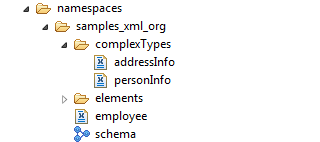 namespaces
samples_xml_org
complexTypes
addressInfo
personInfo
elements
employee
schema